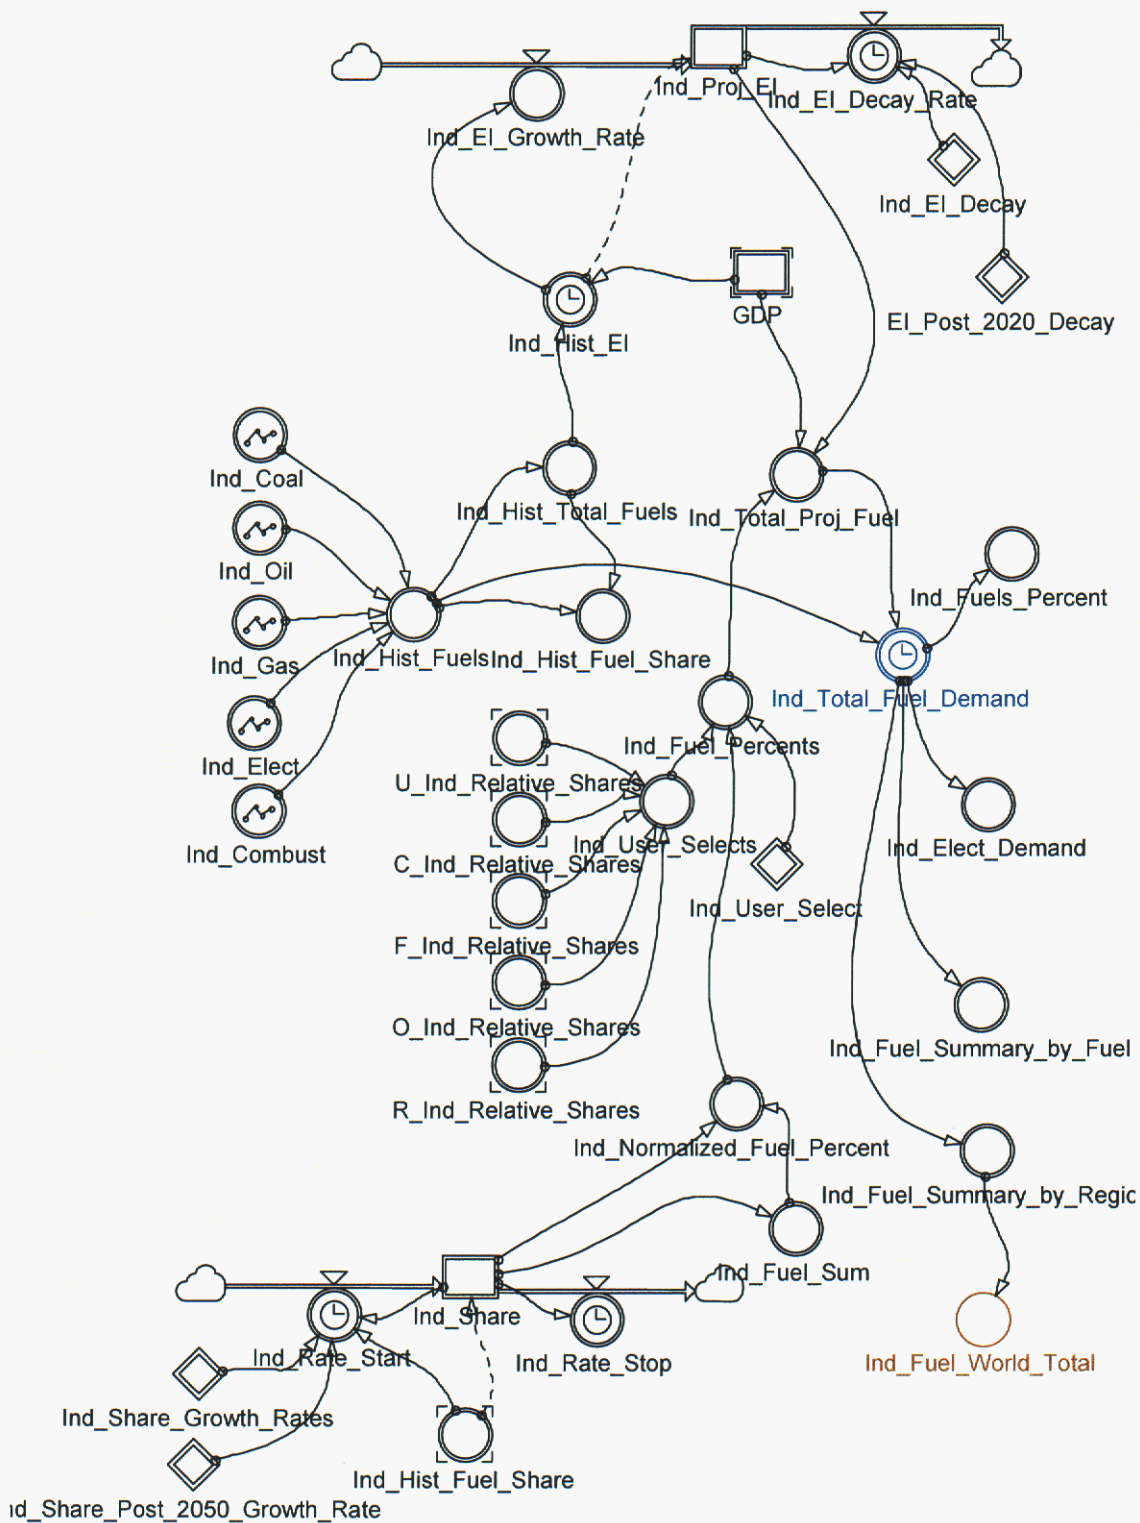 Ind_Proj_EI
Ind_EI_Decay_Rate
Ind_EI_Growth_Rate
Ind_EI_Decay
GDP
EI_Post_2020_Decay
Ind_Hist_EI
Ind_Coal
Ind_Hist_Total_Fuels
Ind_Total_Proj_Fuel
Ind_Oil
Ind_Fuels_Percent
Ind_Gas
Ind_Hist_Fuels
Ind_Hist_Fuel_Share
Ind_Total_Fuel_Demand
Ind_Elect
Ind_Fuel_Percents
U_Ind_Relative_Shares
Ind_Combust
Ind_User_Selects
Ind_Elect_Demand
C_Ind_Relative_Shares
Ind_User_Select
F_Ind_Relative_Shares
O_Ind_Relative_Shares
Ind_Fuel_Summary_by_Fuel
R_Ind_Relative_Shares
Ind_Normalized_Fuel_Percent
Ind_Fuel_Summary_by_Regic
Ind_Fuel_Sum
Ind_Share
Ind_Rate_Start
Ind_Rate_Stop
Ind_Fuel_World_Total
Ind_Share_Growth_Rates
Ind_Hist_Fuel_Share
ıd_Share_Post_2050_Growth_Rate